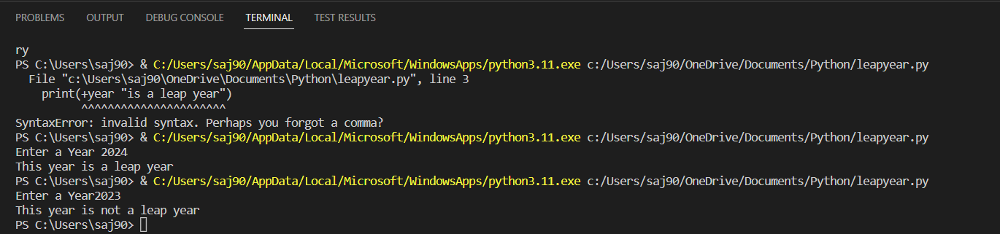 PROBLEMS OUTPUT DEBUG CONSOLE TERMINAL TEST RESULTS
ry
PS C:\Users\saj90> & C:/Users/saj90/AppData/Local/Microsoft/WindowsApps/python3.11.exe c:/Users/saj90/OneDrive/Documents/Python/leapyear.py
  File "c:\Users\saj90\OneDrive\Documents\Python\leapyear.py", line 3
    print(+year "is a leap year")
          ^^^^^^^^^^^^^^^^^^^^^^
SyntaxError: invalid syntax. Perhaps you forgot a comma?
PS C:\Users\saj90> & C:/Users/saj90/AppData/Local/Microsoft/WindowsApps/python3.11.exe c:/Users/saj90/OneDrive/Documents/Python/leapyear.py
Enter a Year 2024
This year is a leap year
PS C:\Users\saj90> & C:/Users/saj90/AppData/Local/Microsoft/WindowsApps/python3.11.exe c:/Users/saj90/OneDrive/Documents/Python/leapyear.py
Enter a Year2023
This year is not a leap year
PS C:\Users\saj90>